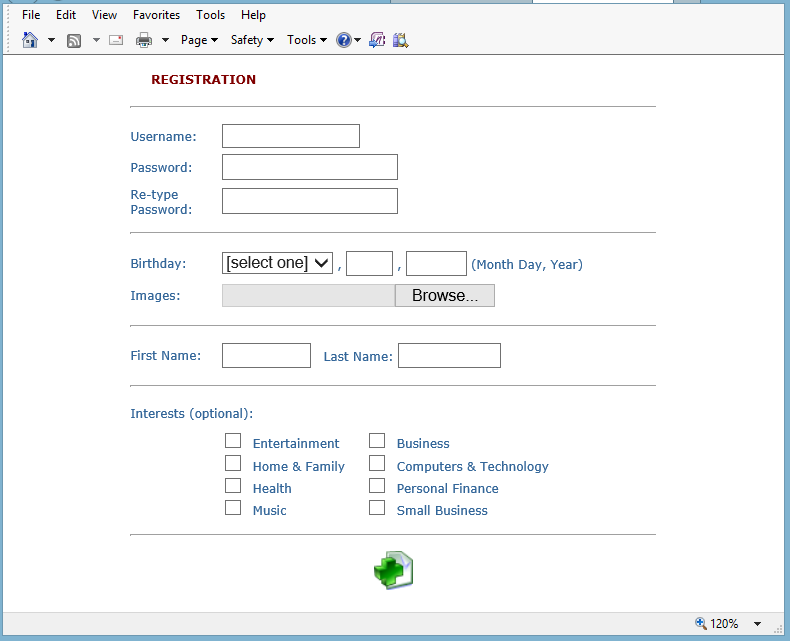 File Edit View Favorites Tools Help
Page Safety Tools
REGISTRATION
Username:
Password:
Re-type
Password:
Birthday: [select one] , , (Month Day, Year)
Images: Browse...
First Name: Last Name:
Interests (optional):
Entertainment Business
Home & Family Computers & Technology
Health Personal Finance
Music Small Business
120%